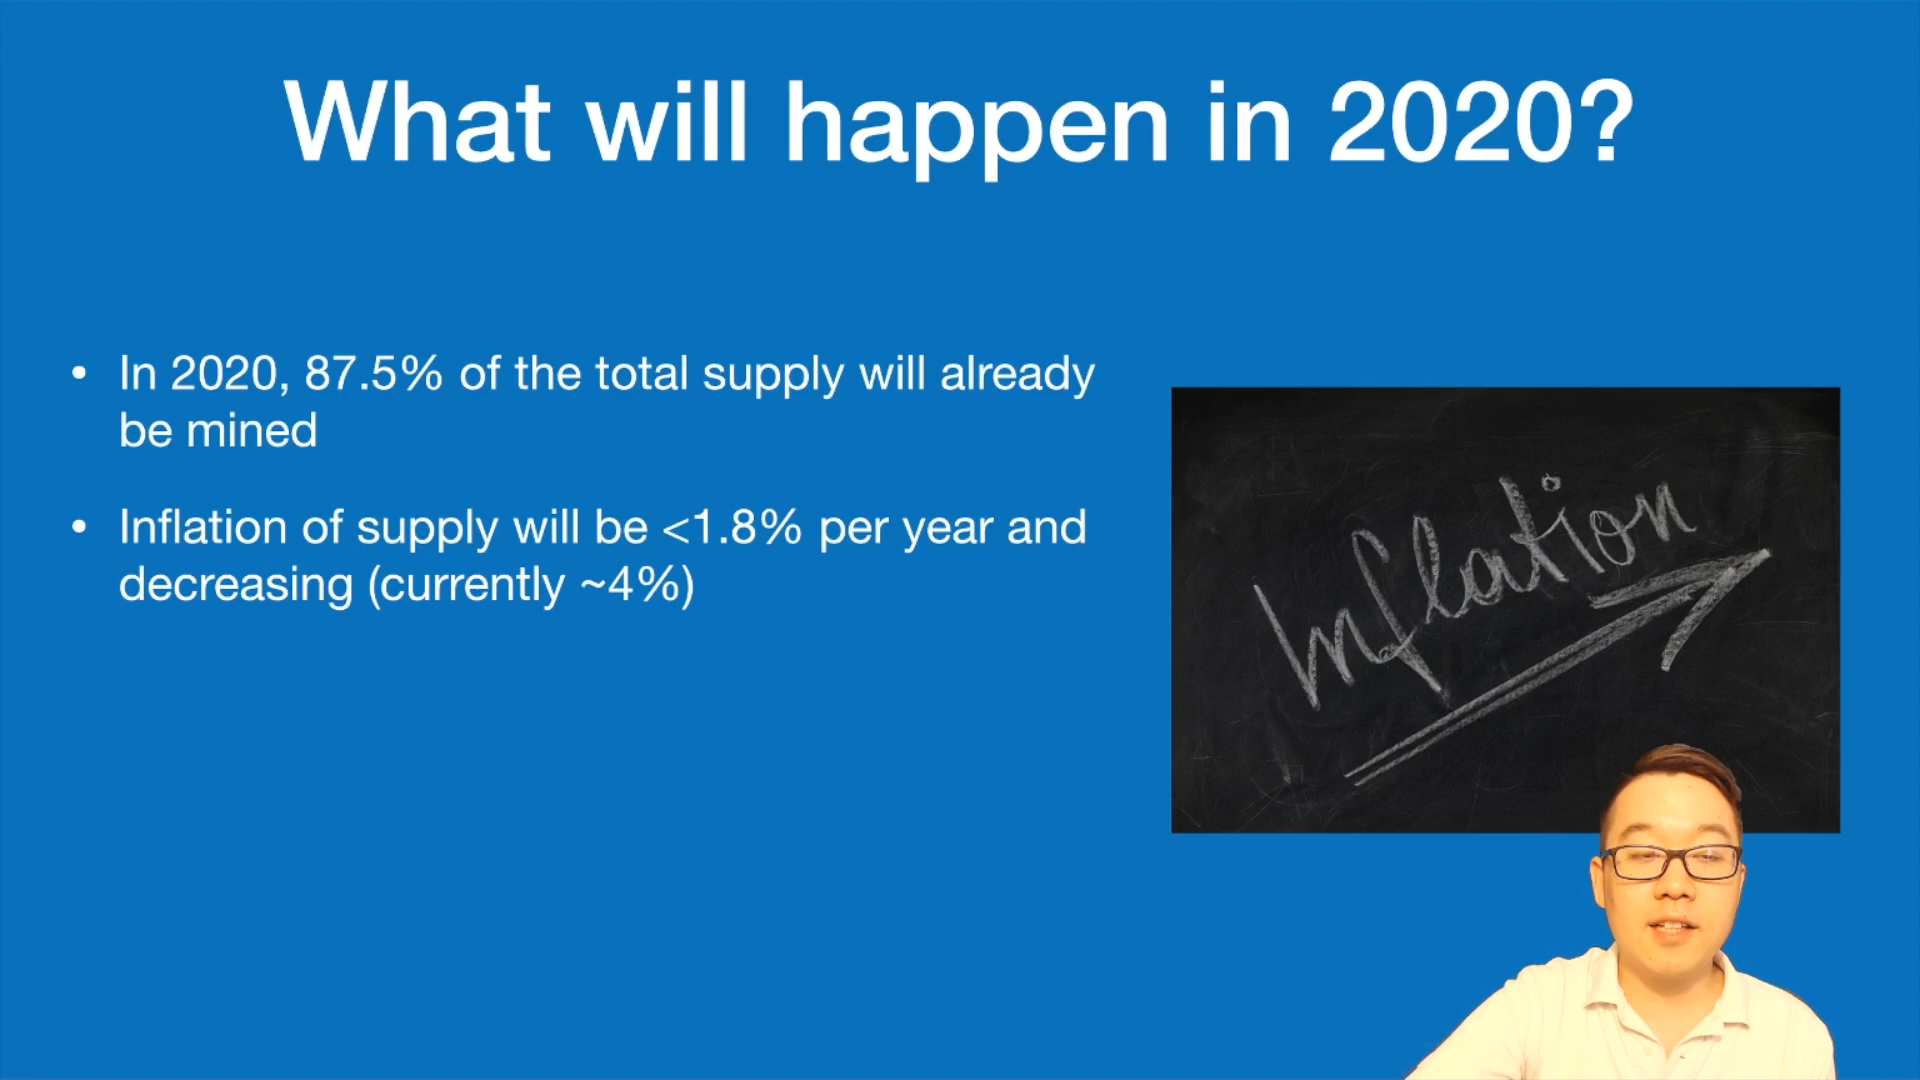 What will happen in 2020?
• In 2020, 87.5% of the total supply will already
be mined
• Inflation of supply will be <1.8% per year and
decreasing (currently ~4%)
Inflation